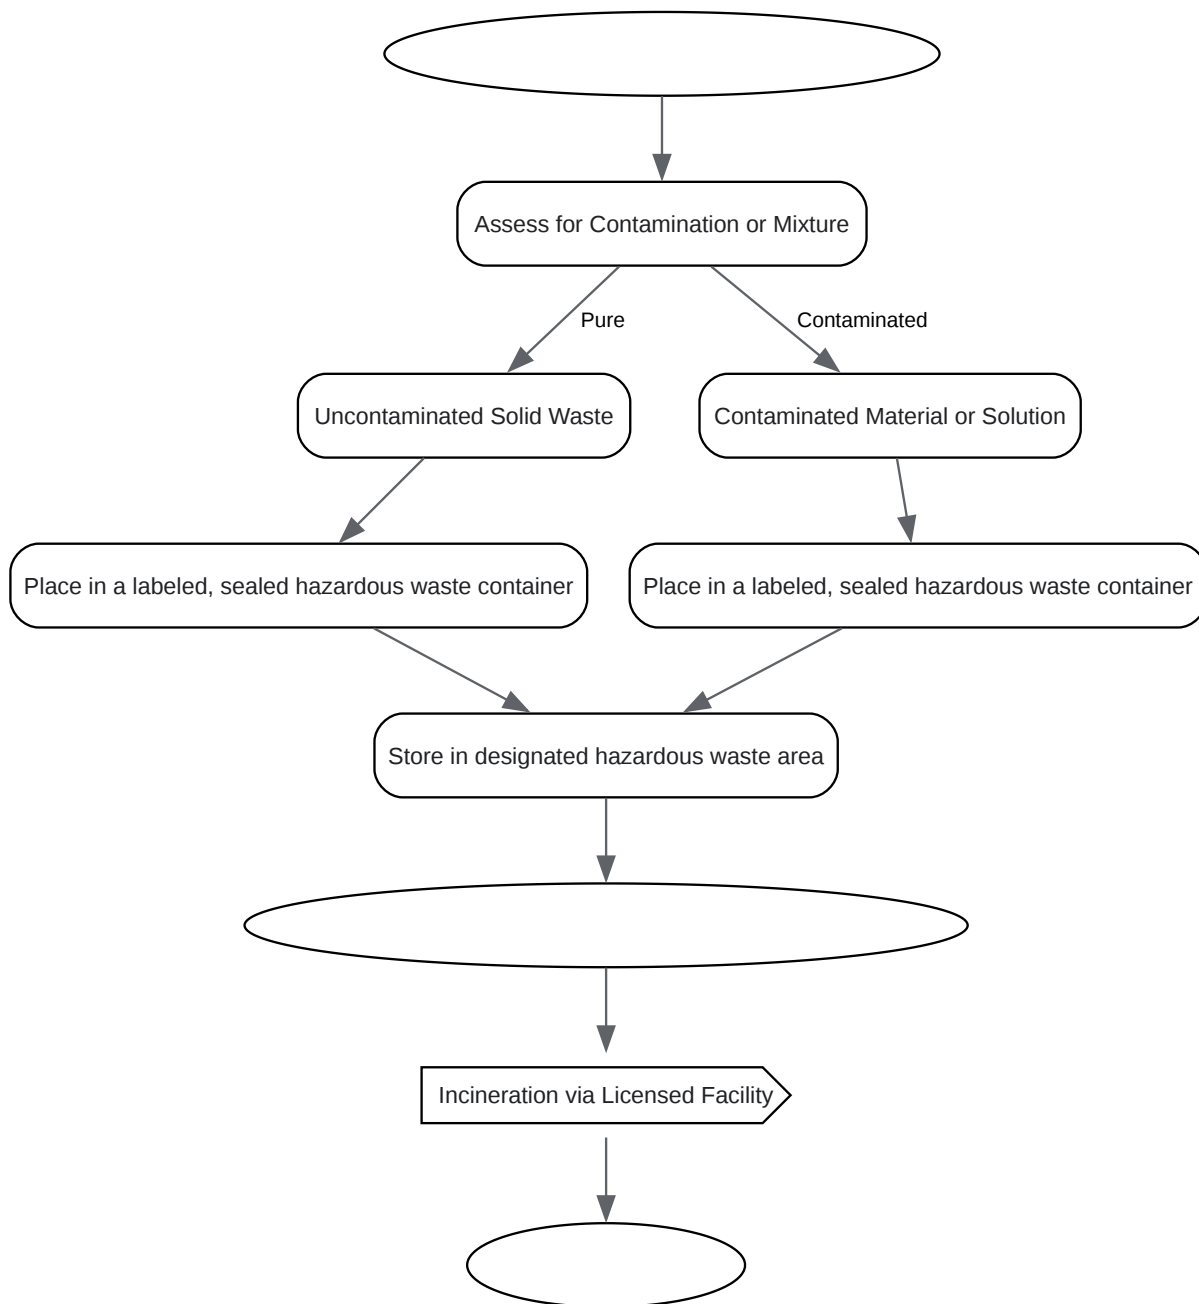 Assess for Contamination or Mixture
Pure
Contaminated
Uncontaminated Solid Waste
Contaminated Material or Solution
Place in a labeled, sealed hazardous waste container
Place in a labeled, sealed hazardous waste container
Store in designated hazardous waste area
Incineration via Licensed Facility